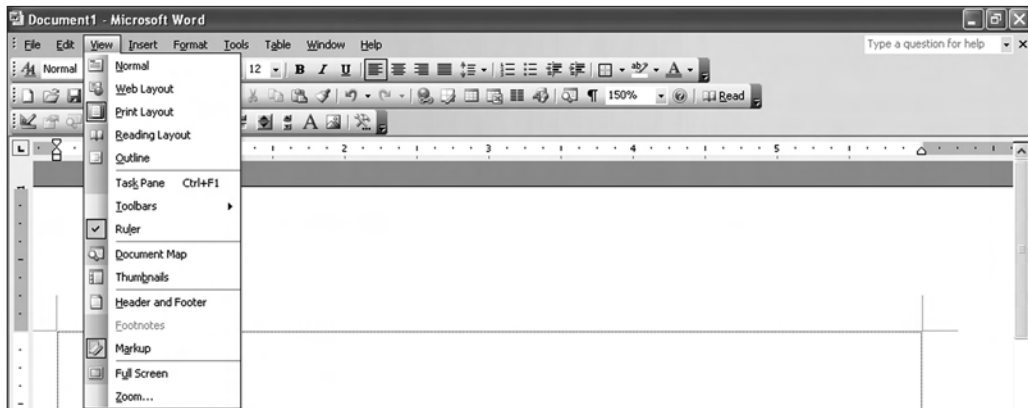 Document1 - Microsoft Word
File Edit View Insert Format Tools Table Window Help Type a question for help
Normal 12 B I U A
150% Read
A
L 2 3 4 5
Normal
Web Layout
Print Layout
Reading Layout
Outline
Task Pane Ctrl+F1
Toolbars
Ruler
Document Map
Thumbnails
Header and Footer
Footnotes
Markup
Full Screen
Zoom...